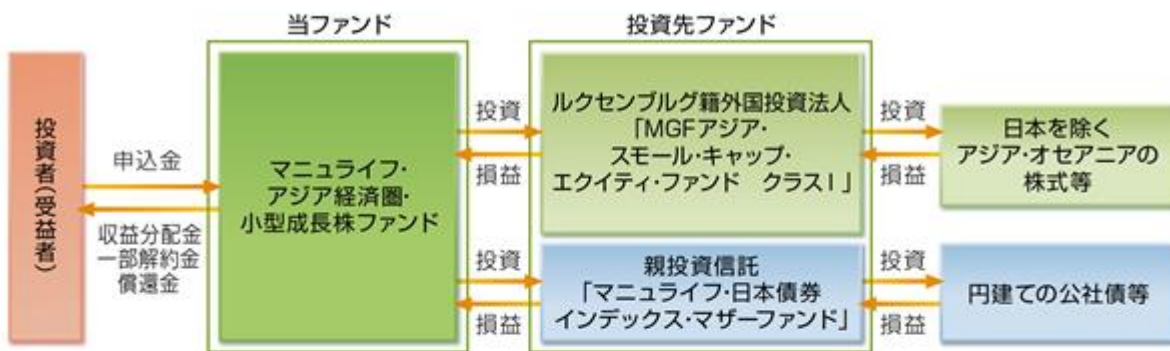 当ファンド
投資先ファンド
投資者(受益者)
申込金
収益分配金
一部解約金
償還金
マニュライフ・
アジア経済圏・
小型成長株ファンド
投資
損益
ルクセンブルグ籍外国投資法人
「MGFアジア・
スモール・キャップ・
エクイティ・ファンド クラスI」
投資
損益
日本を除く
アジア・オセアニアの
株式等
投資
損益
親投資信託
「マニュライフ・日本債券
インデックス・マザーファンド」
投資
損益
円建ての公社債等